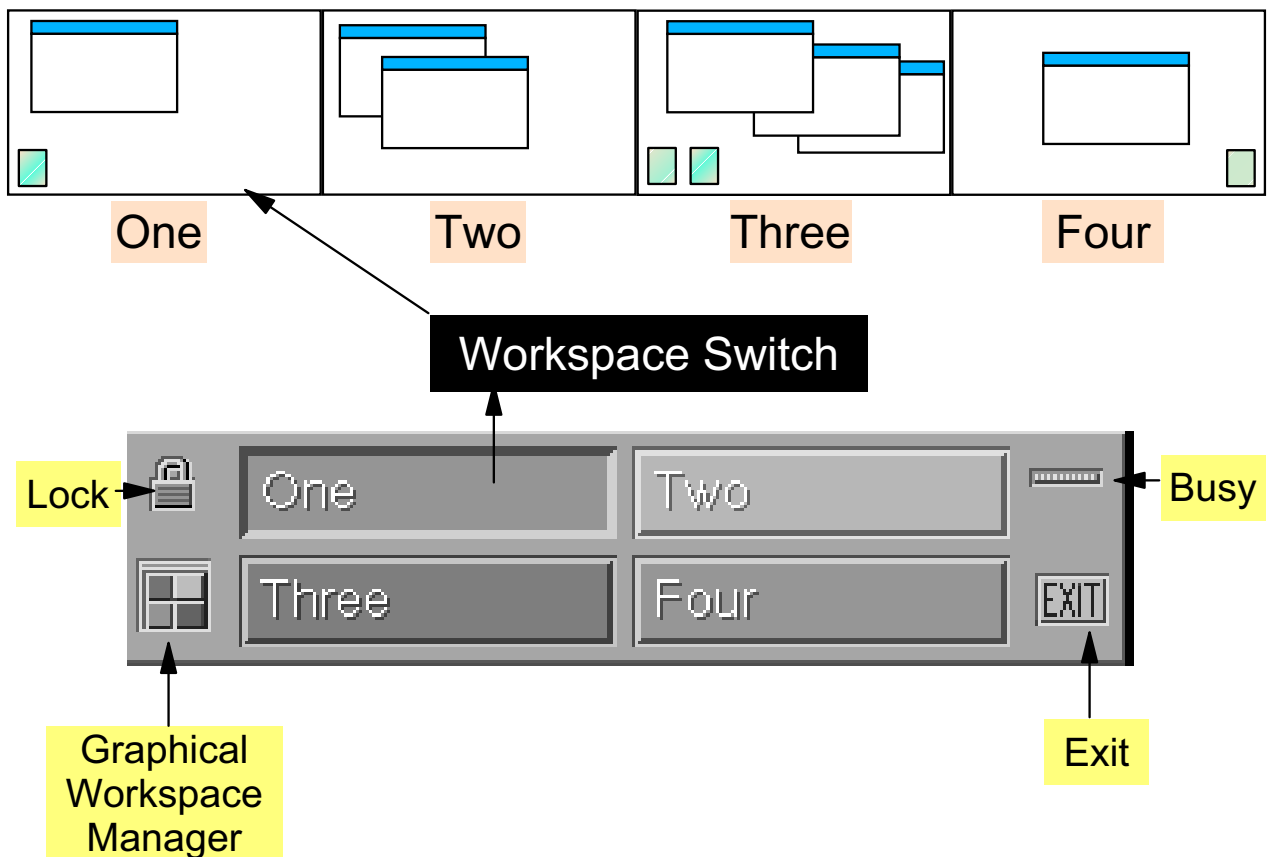 One
Two
Three
Four
Workspace Switch
Lock
One
Two
Busy
Three
Four
EXIT
Graphical
Workspace
Manager
Exit